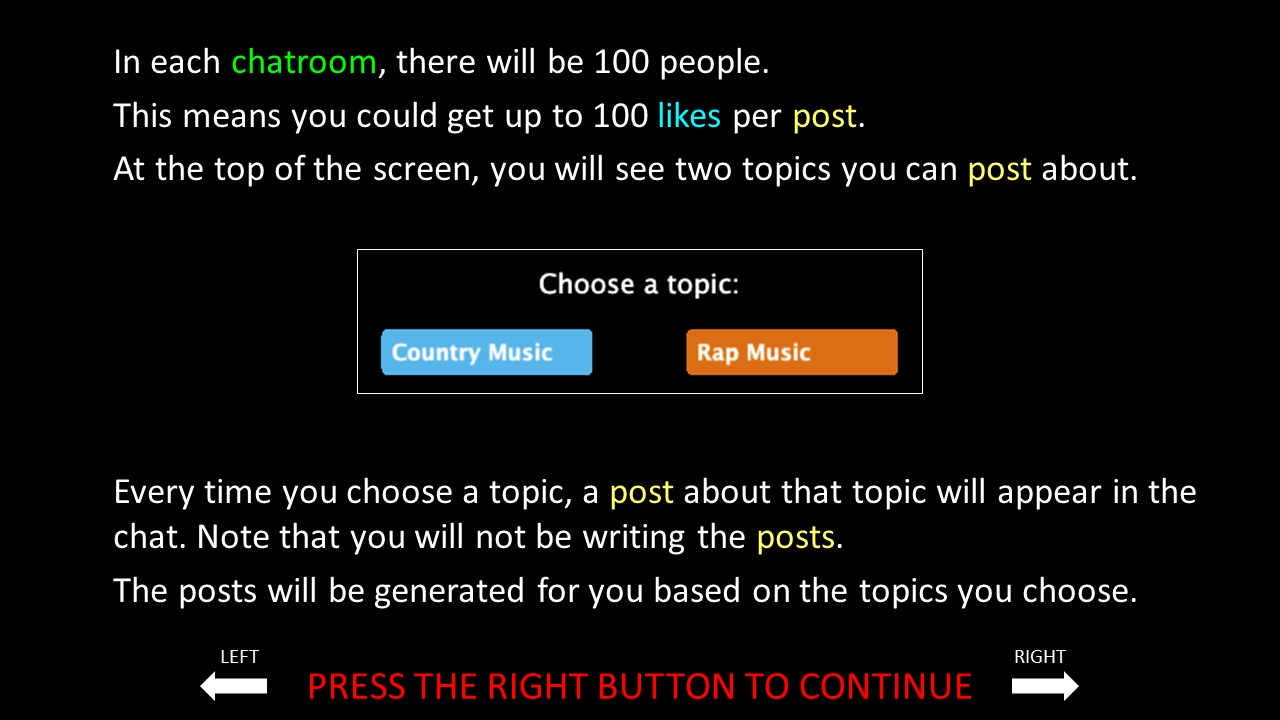 In each chatroom, there will be 100 people.
This means you could get up to 100 likes per post.
At the top of the screen, you will see two topics you can post about.
Choose a topic:
Country Music
Rap Music
Every time you choose a topic, a post about that topic will appear in the
chat. Note that you will not be writing the posts.
The posts will be generated for you based on the topics you choose.
LEFT
RIGHT
PRESS THE RIGHT BUTTON TO CONTINUE